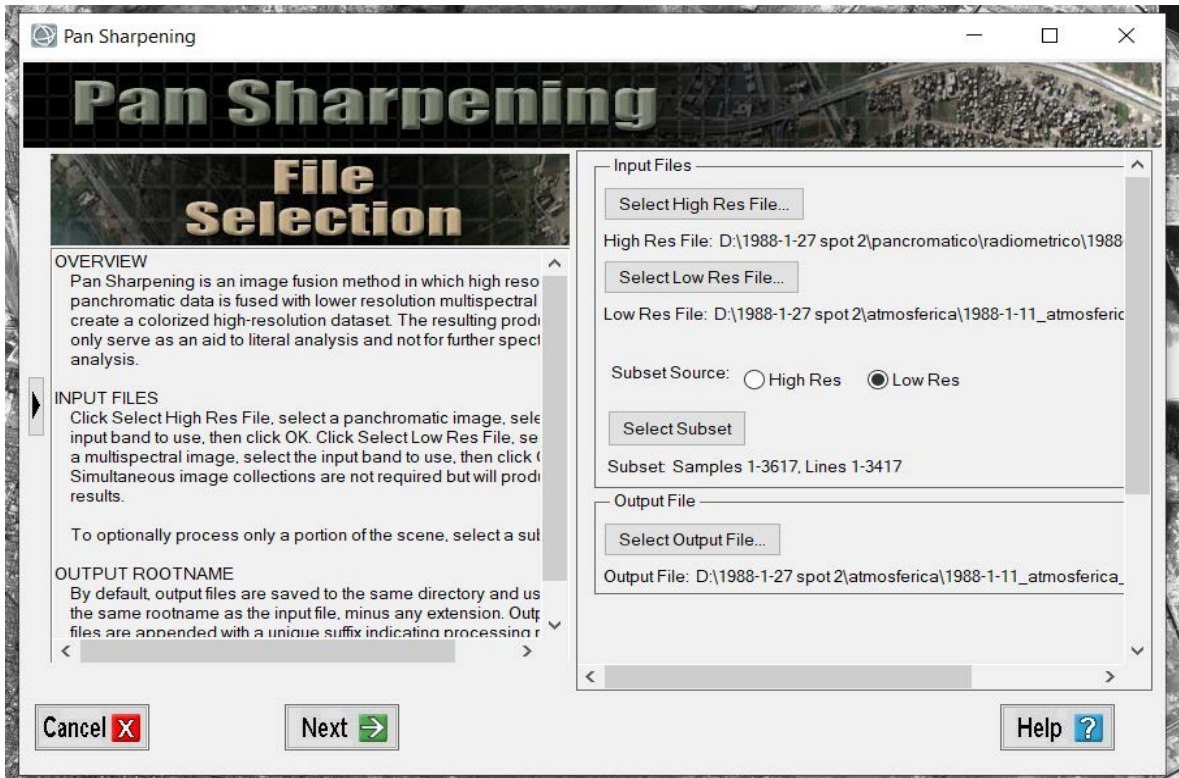 Pan Sharpening
Pan Sharpening
File
Selection
OVERVIEW
Pan Sharpening is an image fusion method in which high reso
panchromatic data is fused with lower resolution multispectral
create a colorized high-resolution dataset. The resulting prod
only serve as an aid to literal analysis and not for further spect
analysis.
INPUT FILES
Click Select High Res File, select a panchromatic image, sele
input band to use, then click OK. Click Select Low Res File, se
a multispectral image, select the input band to use, then click
Simultaneous image collections are not required but will prod
results.
To optionally process only a portion of the scene, select a sul
OUTPUT ROOTNAME
By default, output files are saved to the same directory and us
the same rootname as the input file, minus any extension. Outp
files are appended with a unique suffix indicating processing r
Input Files
Select High Res File...
High Res File: D:\1988-1-27 spot 2\pancromatico\radiometrico\1988
Select Low Res File...
Low Res File: D:\1988-1-27 spot 2\atmosferica\1988-1-11_atmosferic
Subset Source: High Res Low Res
Select Subset
Subset: Samples 1-3617, Lines 1-3417
Output File
Select Output File...
Output File: D:\1988-1-27 spot 2\atmosferica\1988-1-11_atmosferica_
Cancel X
Next
Help ?